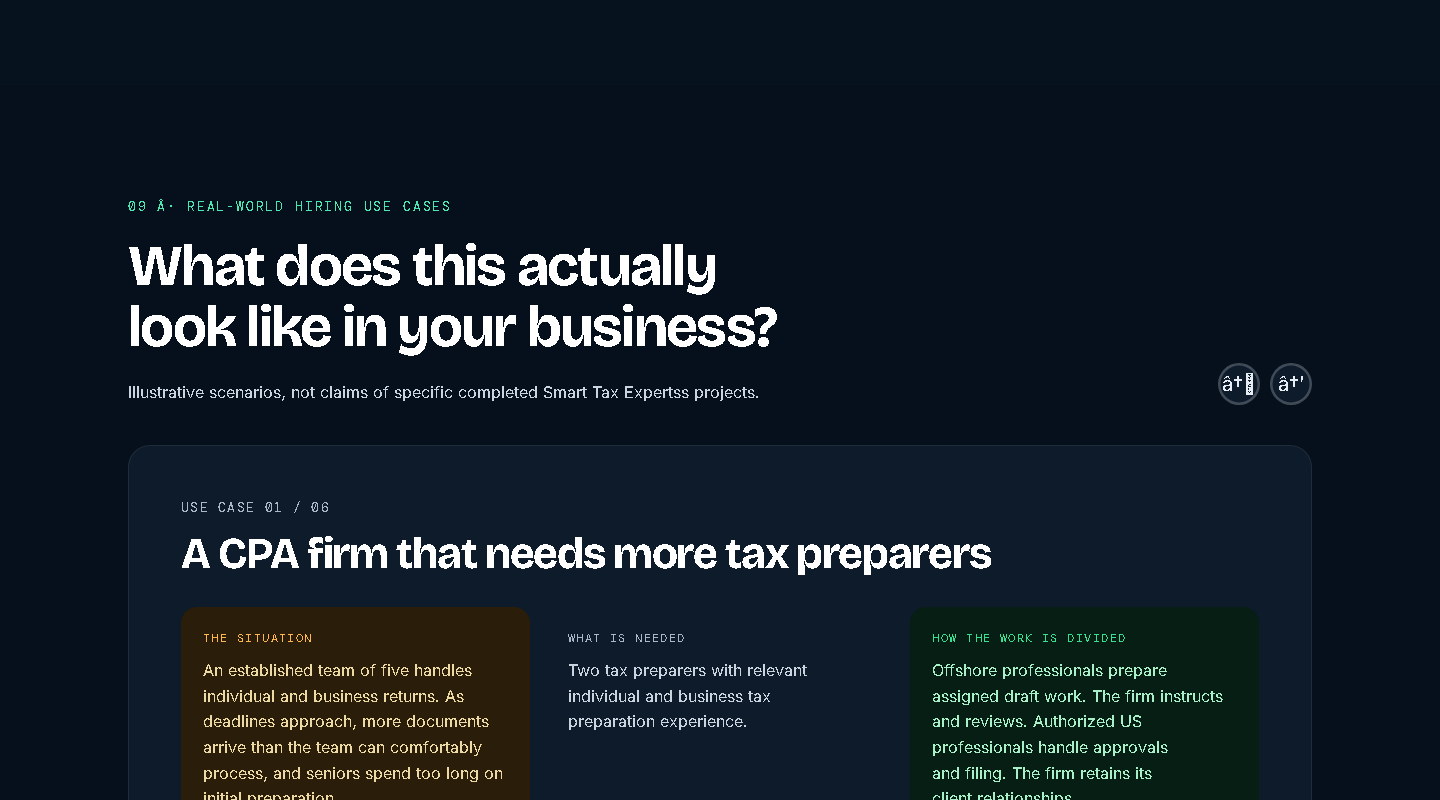 09 Â· REAL-WORLD HIRING USE CASES
What does this actually
look like in your business?
Illustrative scenarios, not claims of specific completed Smart Tax Expertss projects.
â† â†’
USE CASE 01 / 06
A CPA firm that needs more tax preparers
THE SITUATION
An established team of five handles
individual and business returns. As
deadlines approach, more documents
arrive than the team can comfortably
process, and seniors spend too long on
initial preparation.
WHAT IS NEEDED
Two tax preparers with relevant
individual and business tax
preparation experience.
HOW THE WORK IS DIVIDED
Offshore professionals prepare
assigned draft work. The firm instructs
and reviews. Authorized US
professionals handle approvals
and filing. The firm retains its
client relationships.